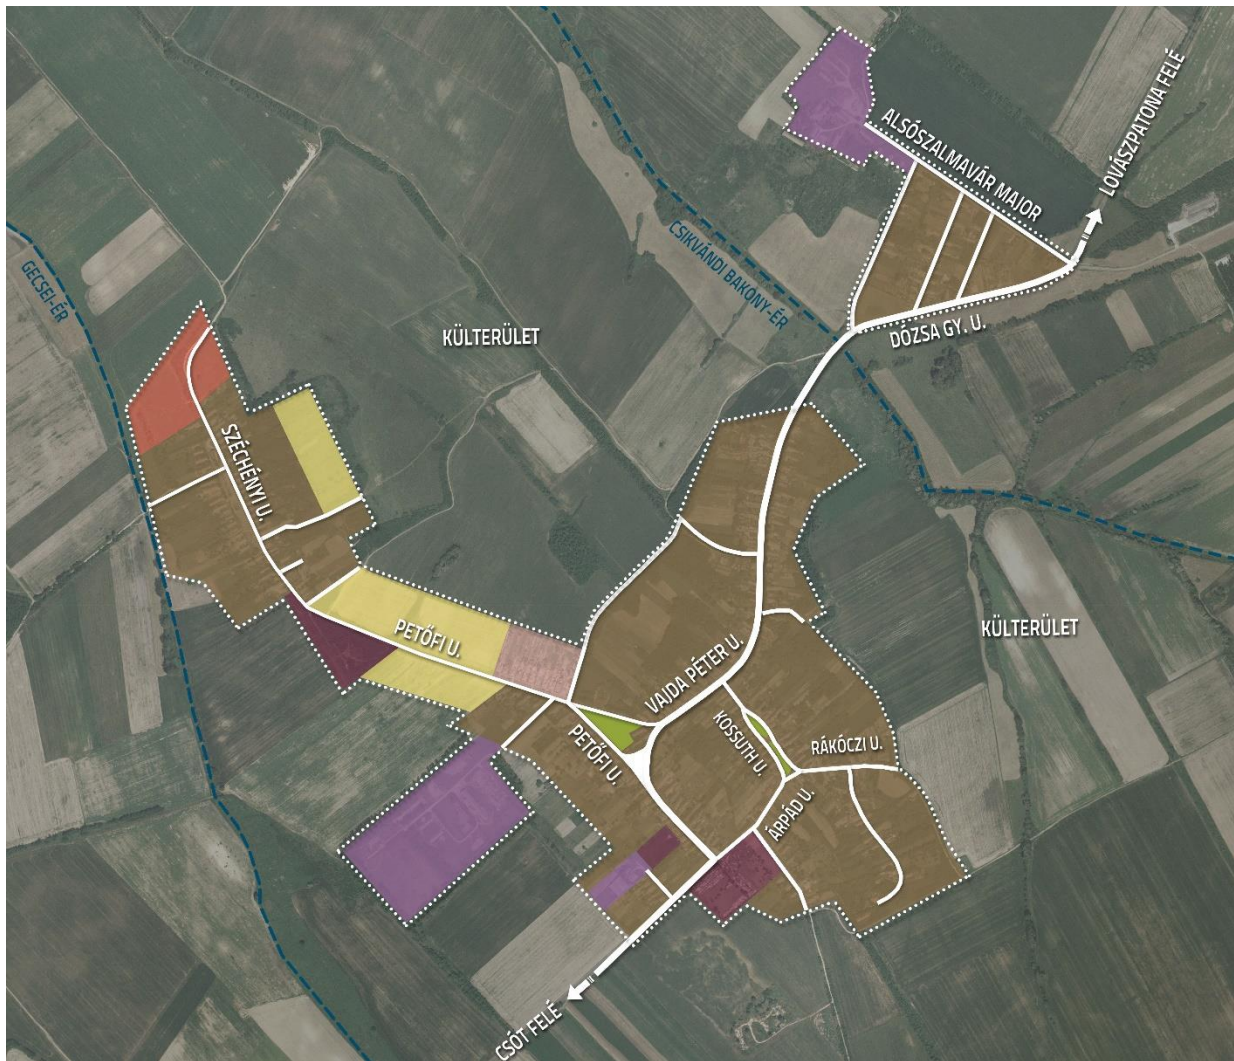 LOVÁSZPATONA FELÉ
ALSÓSZALMAVÁR MAJOR
CSIKVÁNDI BAKONY-ÉR
GECSEI-ÉR
KÜLTERÜLET
DÓZSA GY. U.
SZÉCHÉNYI U.
PETŐFI U.
KÜLTERÜLET
VAJDA PÉTER U.
PETŐFI U.
KOSSUTH U.
RÁKÓCZI U.
ÁRPÁD U.
CSÓT FELÉ